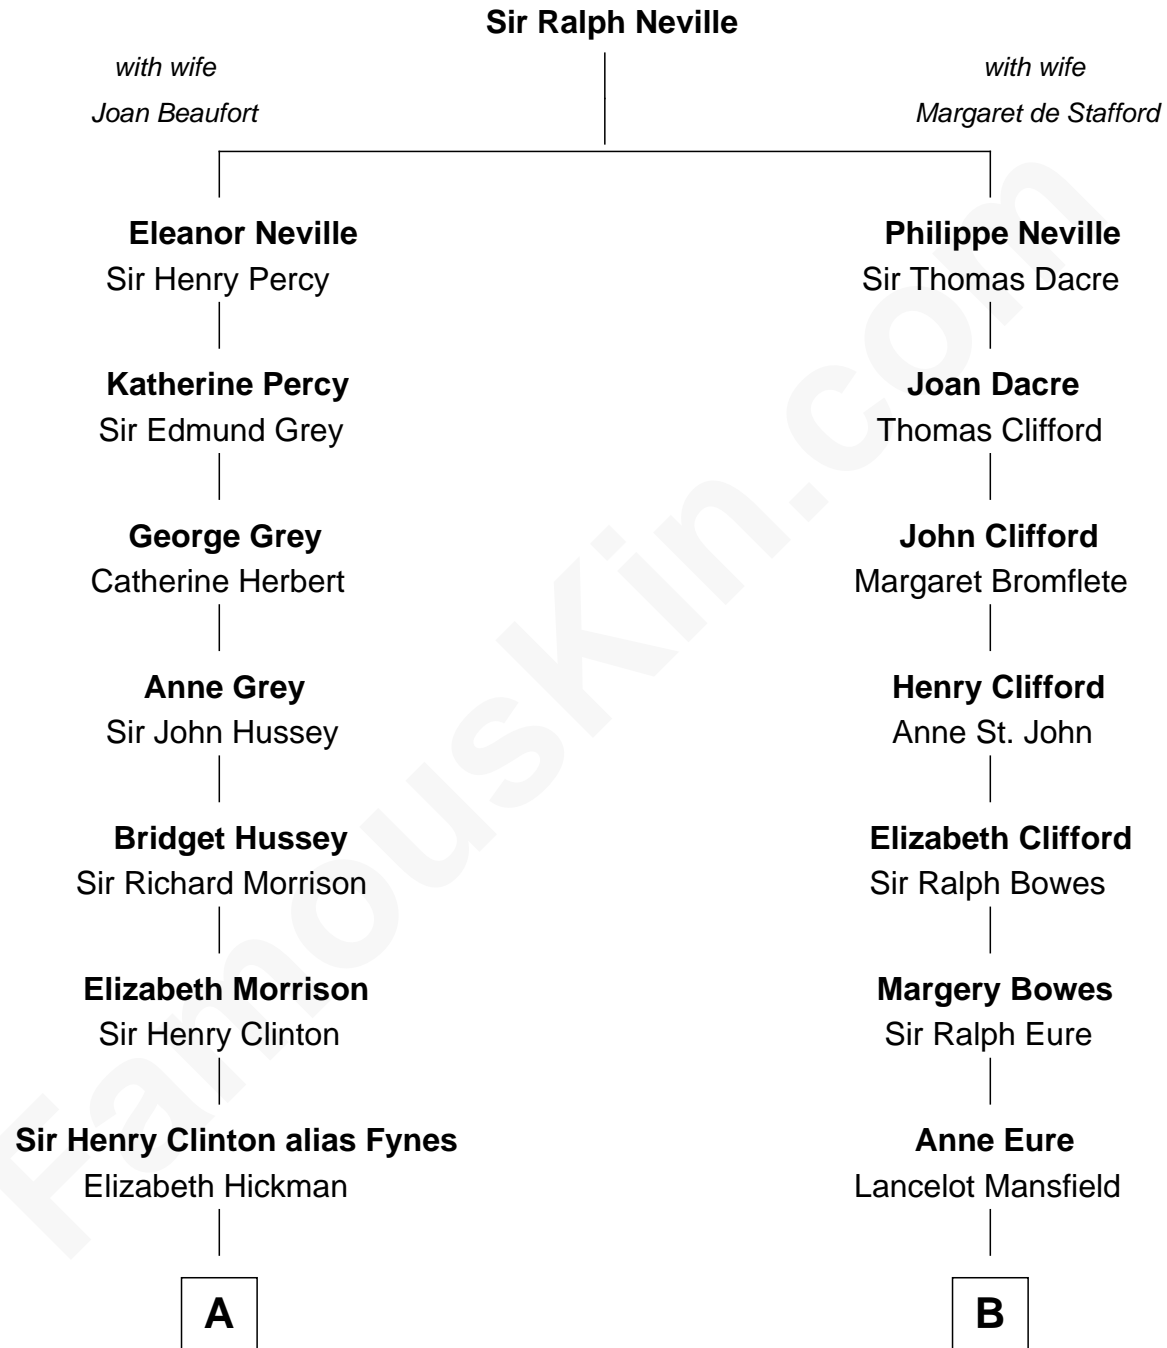 Sir Ralph Neville
with wife
Joan Beaufort
with wife
Margaret de Stafford
Eleanor Neville
Sir Henry Percy
Philippe Neville
Sir Thomas Dacre
Katherine Percy
Sir Edmund Grey
Joan Dacre
Thomas Clifford
George Grey
Catherine Herbert
John Clifford
Margaret Bromflete
Anne Grey
Sir John Hussey
Henry Clifford
Anne St. John
Bridget Hussey
Sir Richard Morrison
Elizabeth Clifford
Sir Ralph Bowes
Elizabeth Morrison
Sir Henry Clinton
Margery Bowes
Sir Ralph Eure
Sir Henry Clinton alias Fynes
Elizabeth Hickman
Anne Eure
Lancelot Mansfield
A
B
FamousKin.com